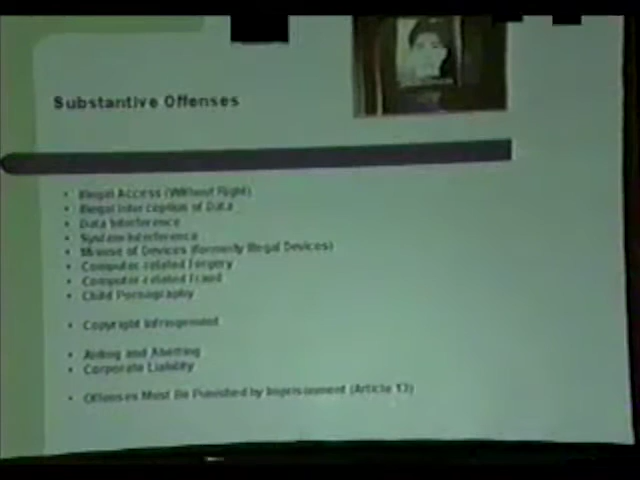 Substantive Offenses
• Illegal Access (Without Right)
• Illegal Interception of Data
• Data Interference
• System Interference
• Misuse of Devices (formerly Illegal Devices)
• Computer-related Forgery
• Computer-related Fraud
• Child Pornography
• Copyright Infringement
• Aiding and Abetting
• Corporate Liability
• Offenses Must Be Punished by Imprisonment (Article 13)